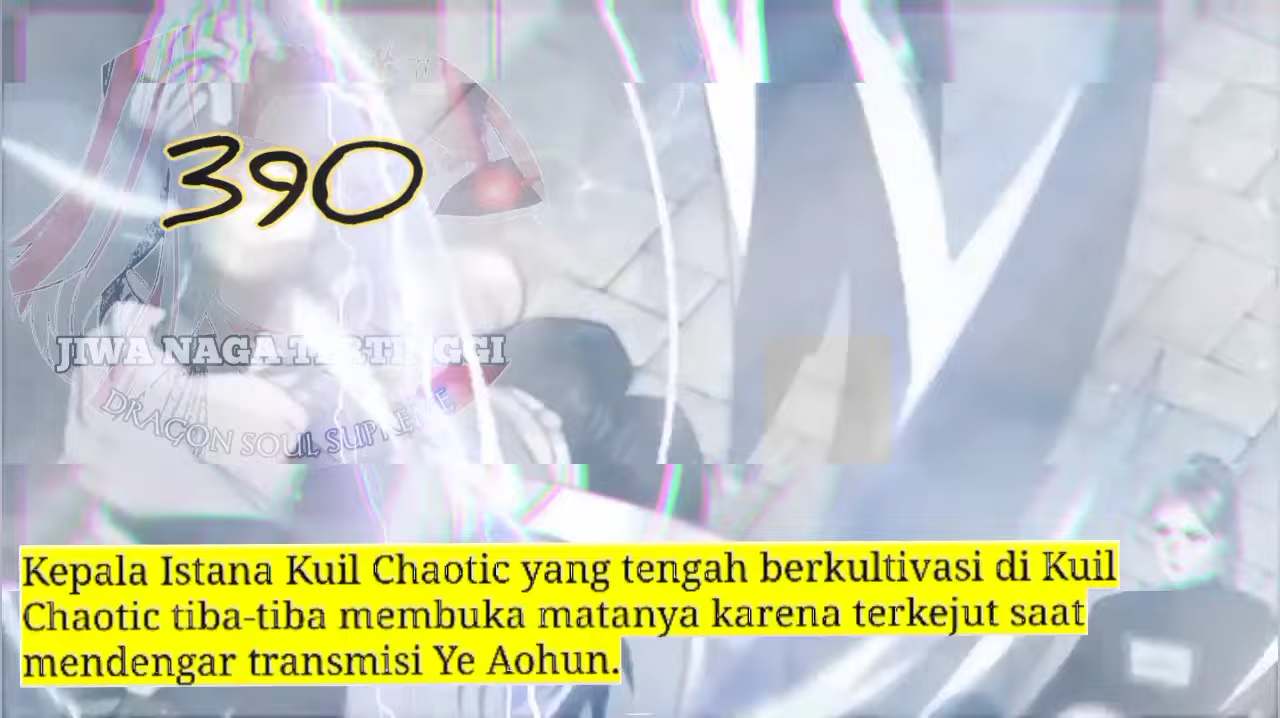 390
JIWA NAGA TERTINGGI
DRAGON SOUL SUPREME
Kepala Istana Kuil Chaotic yang tengah berkultivasi di Kuil
Chaotic tiba-tiba membuka matanya karena terkejut saat
mendengar transmisi Ye Aohun.